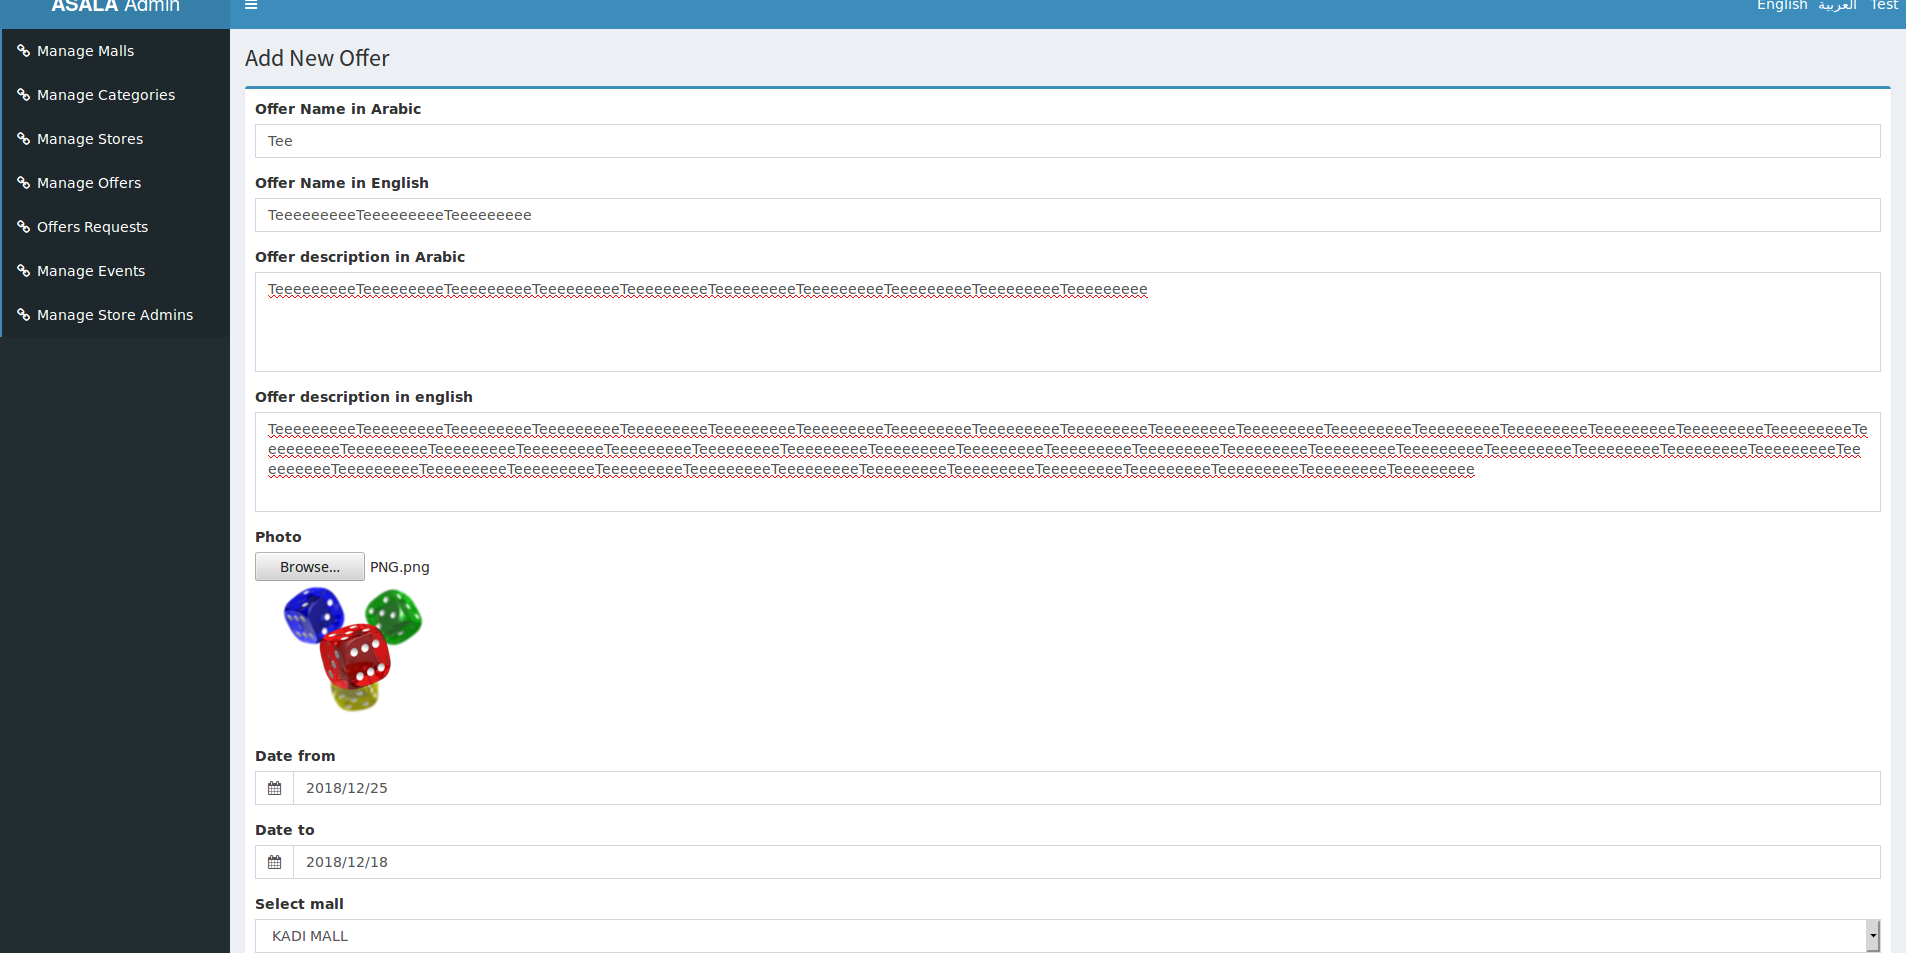 ASALA Admin
English العربية Test
Manage Malls
Manage Categories
Manage Stores
Manage Offers
Offers Requests
Manage Events
Manage Store Admins
Add New Offer
Offer Name in Arabic
Tee
Offer Name in English
TeeeeeeeeeTeeeeeeeeeTeeeeeeeee
Offer description in Arabic
TeeeeeeeeeTeeeeeeeeeTeeeeeeeeeTeeeeeeeeeTeeeeeeeeeTeeeeeeeeeTeeeeeeeeeTeeeeeeeeeTeeeeeeeeeTeeeeeeeee
Offer description in english
TeeeeeeeeeTeeeeeeeeeTeeeeeeeeeTeeeeeeeeeTeeeeeeeeeTeeeeeeeeeTeeeeeeeeeTeeeeeeeeeTeeeeeeeeeTeeeeeeeeeTeeeeeeeeeTeeeeeeeeeTeeeeeeeeeTeeeeeeeeeTeeeeeeeeeTeeeeeeeeeTeeeeeeeeeTeeeeeeeeeTe
eeeeeeeeTeeeeeeeeeTeeeeeeeeeTeeeeeeeeeTeeeeeeeeeTeeeeeeeeeTeeeeeeeeeTeeeeeeeeeTeeeeeeeeeTeeeeeeeeeTeeeeeeeeeTeeeeeeeeeTeeeeeeeeeTeeeeeeeeeTeeeeeeeeeTeeeeeeeeeTeeeeeeeeeTeeeeeeeeeTee
eeeeeeeTeeeeeeeeeTeeeeeeeeeTeeeeeeeeeTeeeeeeeeeTeeeeeeeeeTeeeeeeeeeTeeeeeeeeeTeeeeeeeeeTeeeeeeeeeTeeeeeeeeeTeeeeeeeeeTeeeeeeeeeTeeeeeeeee
Photo
Browse... PNG.png
Date from
2018/12/25
Date to
2018/12/18
Select mall
KADI MALL